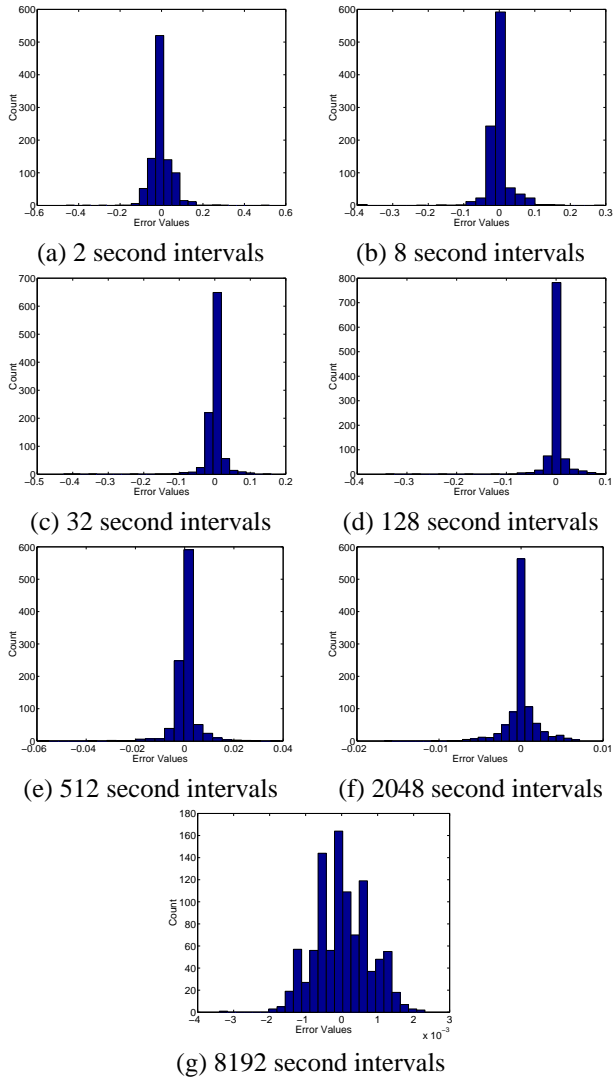 600
500
400
300
200
100
0
Count
−0.6 −0.4 −0.2 0 0.2 0.4 0.6
Error Values
(a) 2 second intervals
600
500
400
300
200
100
0
Count
−0.4 −0.3 −0.2 −0.1 0 0.1 0.2 0.3
Error Values
(b) 8 second intervals
700
600
500
400
300
200
100
0
Count
−0.5 −0.4 −0.3 −0.2 −0.1 0 0.1 0.2
Error Values
(c) 32 second intervals
800
700
600
500
400
300
200
100
0
Count
−0.4 −0.3 −0.2 −0.1 0 0.1
Error Values
(d) 128 second intervals
600
500
400
300
200
100
0
Count
−0.06 −0.04 −0.02 0 0.02 0.04
Error Values
(e) 512 second intervals
600
500
400
300
200
100
0
Count
−0.02 −0.01 0 0.01
Error Values
(f) 2048 second intervals
180
160
140
120
100
80
60
40
20
0
Count
−4 −3 −2 −1 0 1 2 3
Error Values
x 10⁻³
(g) 8192 second intervals